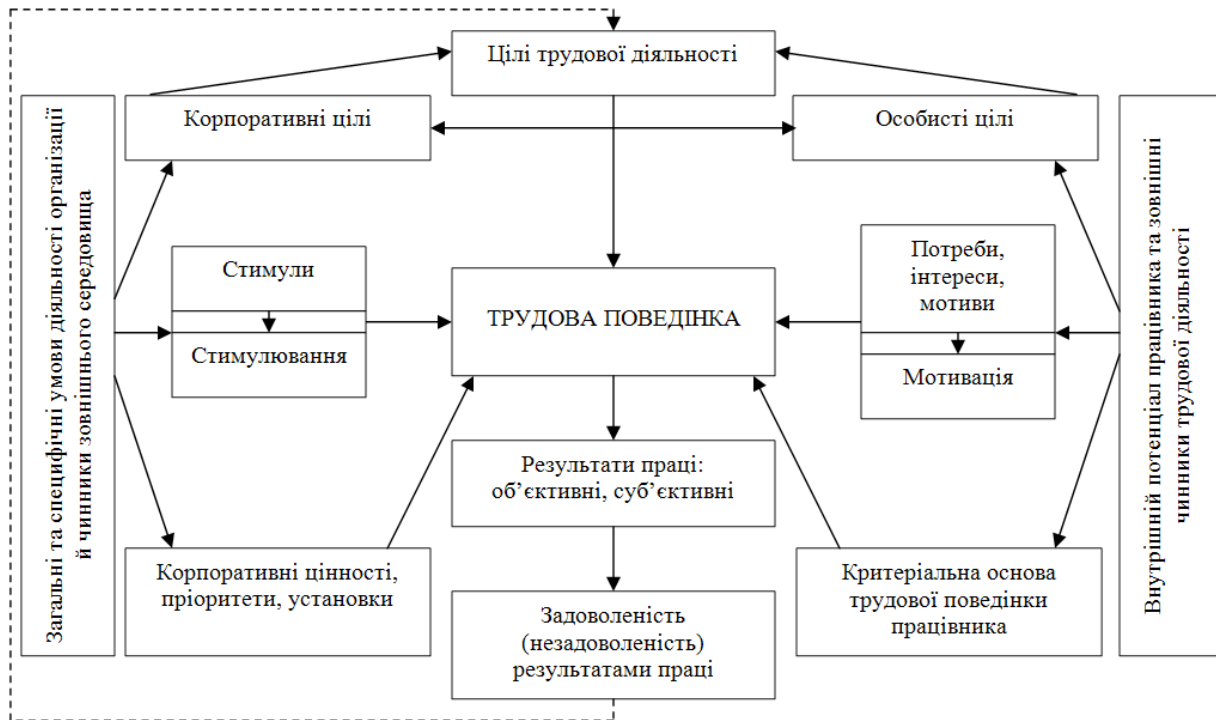 Цілі трудової діяльності
Корпоративні цілі
Особисті цілі
Загальні та специфічні умови діяльності організації
й чинники зовнішнього середовища
Стимули
Стимулювання
ТРУДОВА ПОВЕДІНКА
Потреби,
інтереси,
мотиви
Мотивація
Внутрішній потенціал працівника та зовнішні
чинники трудової діяльності
Результати праці:
об’єктивні, суб’єктивні
Корпоративні цінності,
пріоритети, установки
Критеріальна основа
трудової поведінки
працівника
Задоволеність
(незадоволеність)
результатами праці